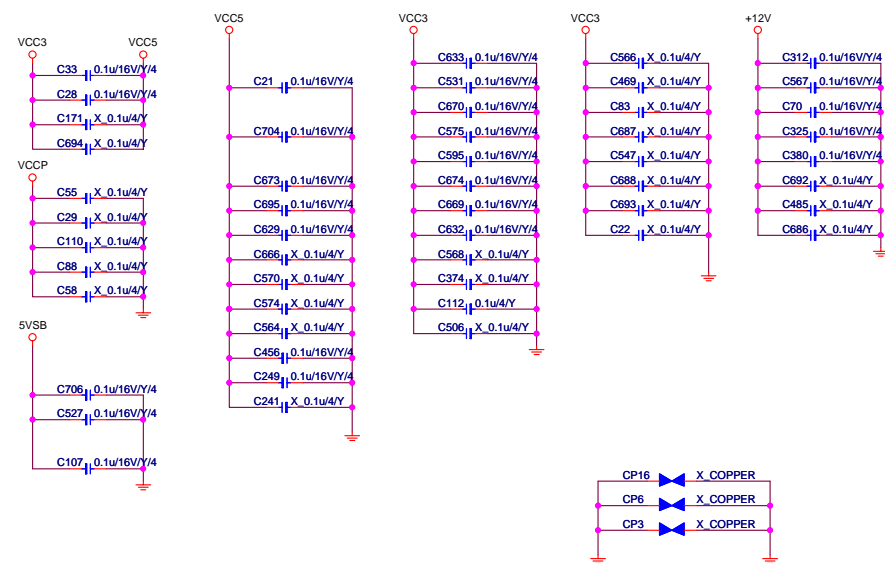 VCC3 VCC5
C33 0.1u/16V/Y/4
C28 0.1u/16V/Y/4
C171 X_0.1u/4/Y
C694 X_0.1u/4/Y
VCCP
C55 X_0.1u/4/Y
C29 X_0.1u/4/Y
C110 X_0.1u/4/Y
C88 X_0.1u/4/Y
C58 X_0.1u/4/Y
5VSB
C706 0.1u/16V/Y/4
C527 0.1u/16V/Y/4
C107 0.1u/16V/Y/4
VCC5
C21 0.1u/16V/Y/4
C704 0.1u/16V/Y/4
C673 0.1u/16V/Y/4
C695 0.1u/16V/Y/4
C629 0.1u/16V/Y/4
C666 X_0.1u/4/Y
C570 X_0.1u/4/Y
C574 X_0.1u/4/Y
C564 X_0.1u/4/Y
C456 0.1u/16V/Y/4
C249 0.1u/16V/Y/4
C241 X_0.1u/4/Y
VCC3
C633 0.1u/16V/Y/4
C531 0.1u/16V/Y/4
C670 0.1u/16V/Y/4
C575 0.1u/16V/Y/4
C595 0.1u/16V/Y/4
C674 0.1u/16V/Y/4
C669 0.1u/16V/Y/4
C632 0.1u/16V/Y/4
C568 X_0.1u/4/Y
C374 X_0.1u/4/Y
C112 0.1u/4/Y
C506 X_0.1u/4/Y
VCC3
C566 X_0.1u/4/Y
C469 X_0.1u/4/Y
C83 X_0.1u/4/Y
C687 X_0.1u/4/Y
C547 X_0.1u/4/Y
C688 X_0.1u/4/Y
C693 X_0.1u/4/Y
C22 X_0.1u/4/Y
+12V
C312 0.1u/16V/Y/4
C567 0.1u/16V/Y/4
C70 0.1u/16V/Y/4
C325 0.1u/16V/Y/4
C380 0.1u/16V/Y/4
C692 X_0.1u/4/Y
C485 X_0.1u/4/Y
C686 X_0.1u/4/Y
CP16 X_COPPER
CP6 X_COPPER
CP3 X_COPPER